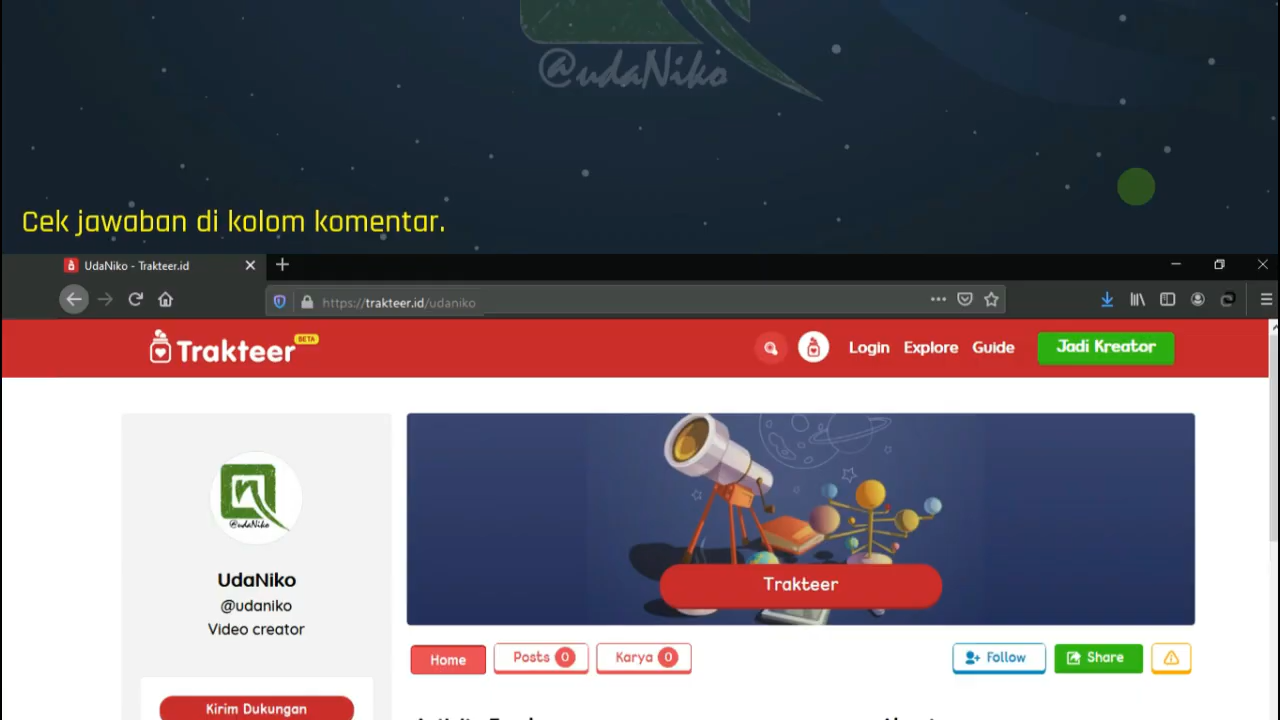 @udaNiko
Cek jawaban di kolom komentar.
UdaNiko - Trakteer.id
https://trakteer.id/udaniko
Trakteer BETA
Login Explore Guide Jadi Kreator
@udaNiko
UdaNiko
@udaniko
Video creator
Trakteer
Home Posts 0 Karya 0 Follow Share
Kirim Dukungan